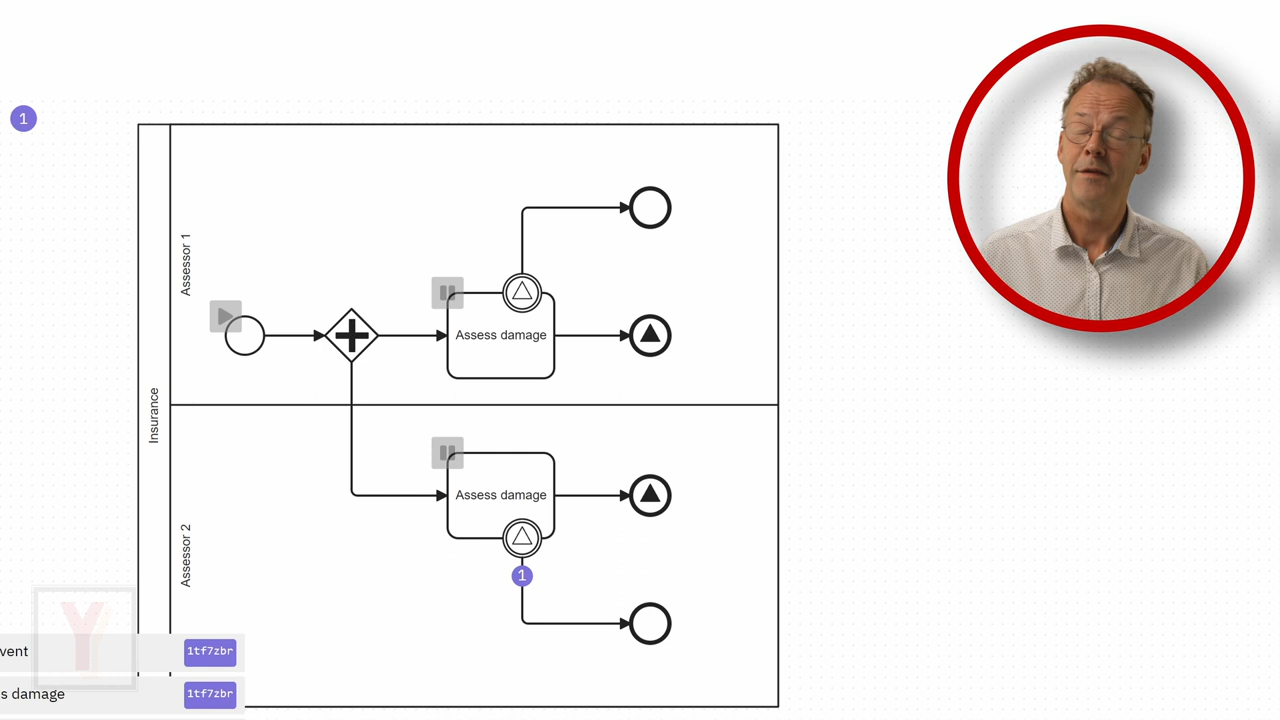 1
Assessor 1
Assess damage
Insurance
Assess damage
Assessor 2
1
Y
vent
1tf7zbr
s damage
1tf7zbr